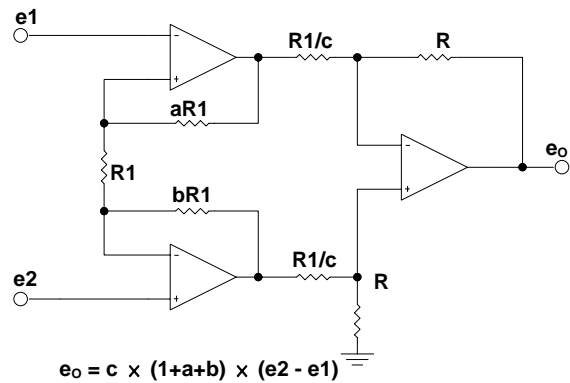 e1
R1/c
R
-
+
aR1
R1
-
+
eo
bR1
-
+
R1/c
R
e2
eo = c x (1+a+b) x (e2 - e1)